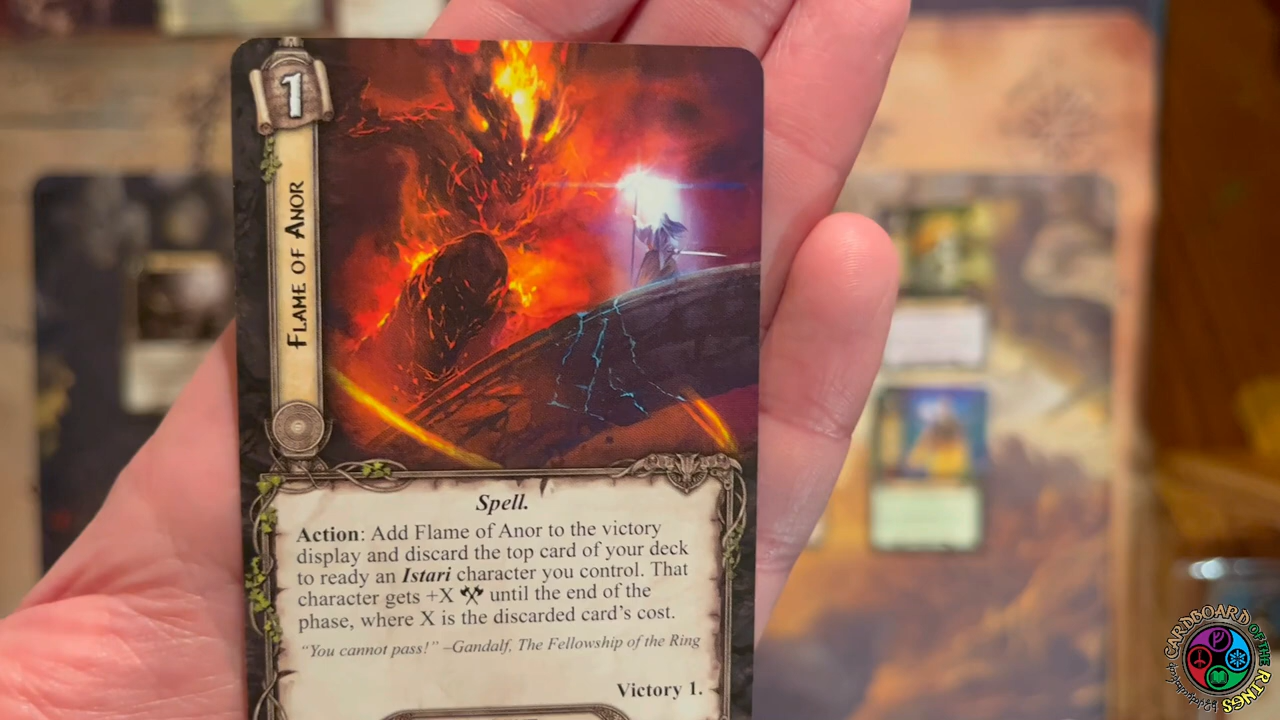 1
FLAME OF ANOR
Spell.
Action: Add Flame of Anor to the victory
display and discard the top card of your deck
to ready an Istari character you control. That
character gets +X until the end of the
phase, where X is the discarded card's cost.
"You cannot pass!" –Gandalf, The Fellowship of the Ring
Victory 1.
CARDBOARD OF THE RINGS